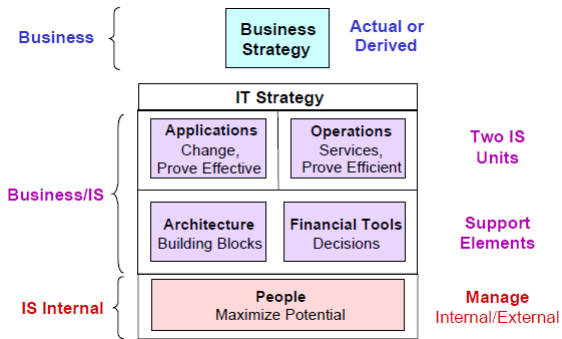 Business
Business
Strategy
Actual or
Derived
IT Strategy
Business/IS
Applications
Change,
Prove Effective
Operations
Services,
Prove Efficient
Two IS
Units
Architecture
Building Blocks
Financial Tools
Decisions
Support
Elements
IS Internal
People
Maximize Potential
Manage
Internal/External